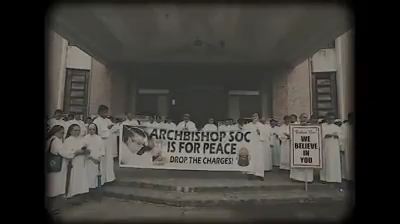 ARCHBISHOP SOC
IS FOR PEACE
DROP THE CHARGES!
WE
BELIEVE
IN
YOU